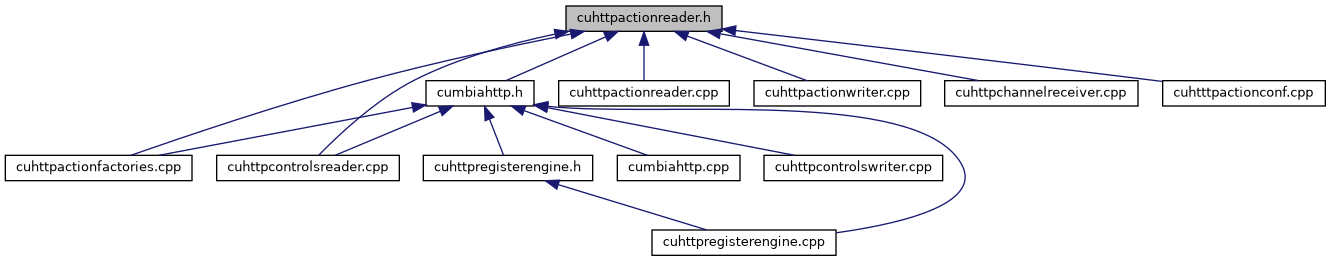 cuhttpactionreader.h
cumbiahttp.h
cuhttpactionreader.cpp
cuhttpactionwriter.cpp
cuhttpchannelreceiver.cpp
cuhtttpactionconf.cpp
cuhttpactionfactories.cpp
cuhttpcontrolsreader.cpp
cuhttpregisterengine.h
cumbiahttp.cpp
cuhttpcontrolswriter.cpp
cuhttpregisterengine.cpp